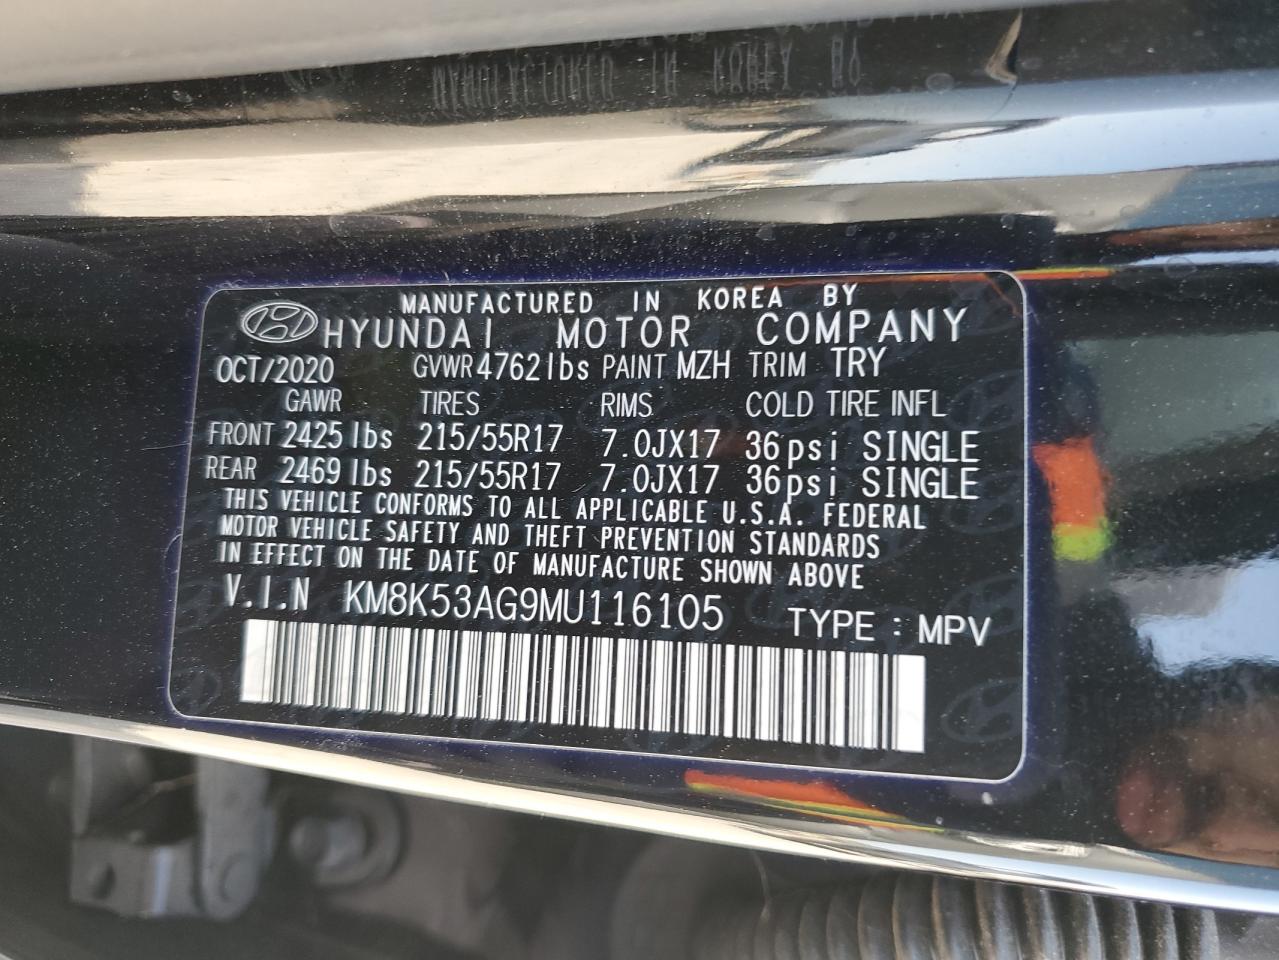 MANUFACTURED IN KOREA BY
HYUNDAI MOTOR COMPANY
OCT/2020 GVWR 4762 lbs PAINT MZH TRIM TRY
GAWR TIRES RIMS COLD TIRE INFL
FRONT 2425 lbs 215/55R17 7.0JX17 36psi SINGLE
REAR 2469 lbs 215/55R17 7.0JX17 36psi SINGLE
THIS VEHICLE CONFORMS TO ALL APPLICABLE U.S.A. FEDERAL
MOTOR VEHICLE SAFETY AND THEFT PREVENTION STANDARDS
IN EFFECT ON THE DATE OF MANUFACTURE SHOWN ABOVE
V.I.N KM8K53AG9MU116105 TYPE : MPV